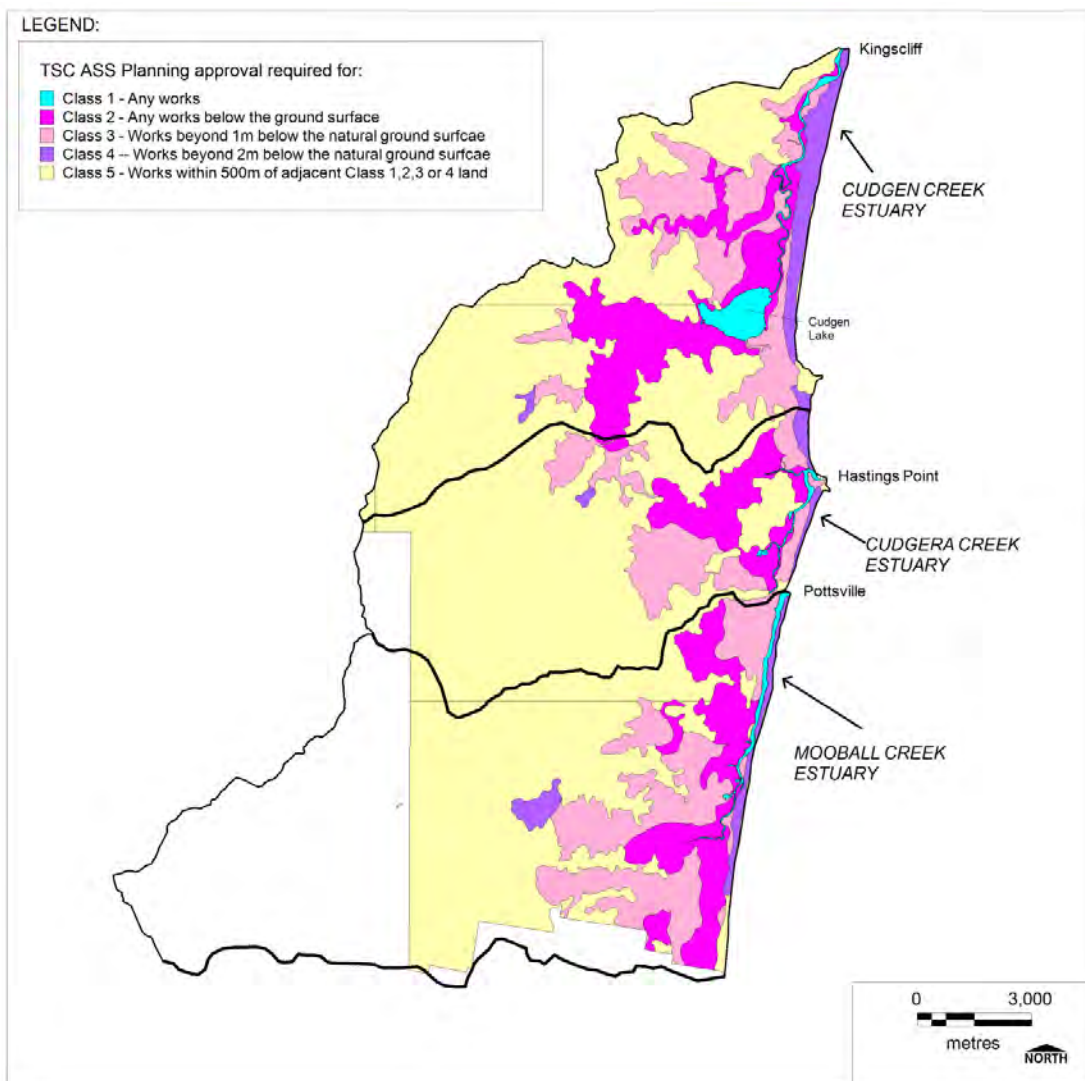 LEGEND:
TSC ASS Planning approval required for:
Class 1 - Any works
Class 2 - Any works below the ground surface
Class 3 - Works beyond 1m below the natural ground surfcae
Class 4 -- Works beyond 2m below the natural ground surfcae
Class 5 - Works within 500m of adjacent Class 1,2,3 or 4 land
Kingscliff
CUDGEN CREEK
ESTUARY
Cudgen
Lake
Hastings Point
CUDGERA CREEK
ESTUARY
Pottsville
MOOBALL CREEK
ESTUARY
0 3,000
metres
NORTH